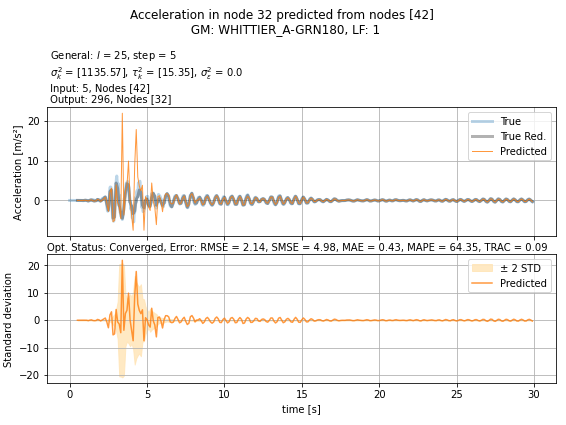 Acceleration in node 32 predicted from nodes [42]
GM: WHITTIER_A-GRN180, LF: 1
General: l = 25, step = 5
σ²ₖ = [1135.57], τ²ₖ = [15.35], σ²ε = 0.0
Input: 5, Nodes [42]
Output: 296, Nodes [32]
Acceleration [m/s²]
20
10
0
True
True Red.
Predicted
Opt. Status: Converged, Error: RMSE = 2.14, SMSE = 4.98, MAE = 0.43, MAPE = 64.35, TRAC = 0.09
Standard deviation
20
10
0
−10
−20
± 2 STD
Predicted
0 5 10 15 20 25 30
time [s]